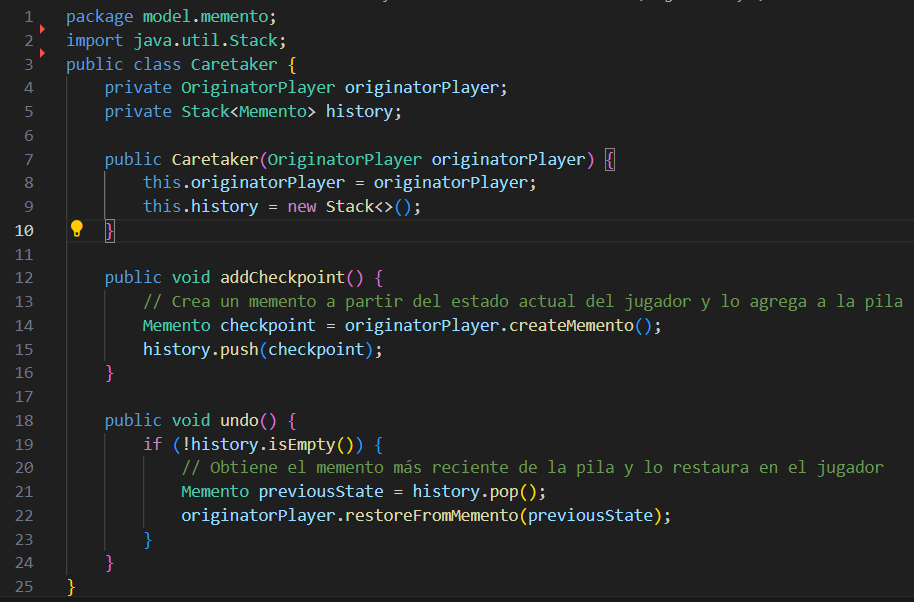 1 package model.memento;
2 import java.util.Stack;
3 public class Caretaker {
4     private OriginatorPlayer originatorPlayer;
5     private Stack<Memento> history;
6
7     public Caretaker(OriginatorPlayer originatorPlayer) {
8         this.originatorPlayer = originatorPlayer;
9         this.history = new Stack<>();
10     }
11
12     public void addCheckpoint() {
13         // Crea un memento a partir del estado actual del jugador y lo agrega a la pila
14         Memento checkpoint = originatorPlayer.createMemento();
15         history.push(checkpoint);
16     }
17
18     public void undo() {
19         if (!history.isEmpty()) {
20             // Obtiene el memento más reciente de la pila y lo restaura en el jugador
21             Memento previousState = history.pop();
22             originatorPlayer.restoreFromMemento(previousState);
23         }
24     }
25 }